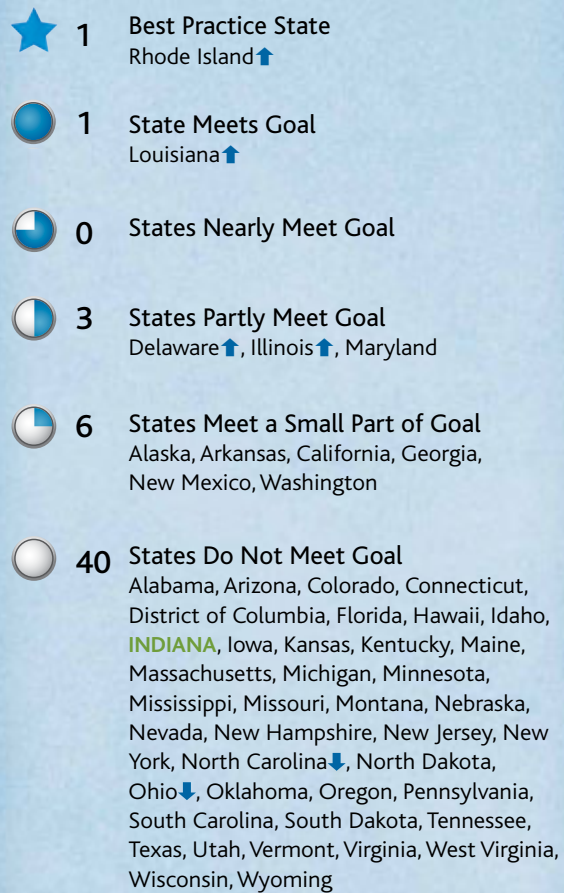 1 Best Practice State
Rhode Island⬆
1 State Meets Goal
Louisiana⬆
0 States Nearly Meet Goal
3 States Partly Meet Goal
Delaware⬆, Illinois⬆, Maryland
6 States Meet a Small Part of Goal
Alaska, Arkansas, California, Georgia,
New Mexico, Washington
40 States Do Not Meet Goal
Alabama, Arizona, Colorado, Connecticut,
District of Columbia, Florida, Hawaii, Idaho,
INDIANA, Iowa, Kansas, Kentucky, Maine,
Massachusetts, Michigan, Minnesota,
Mississippi, Missouri, Montana, Nebraska,
Nevada, New Hampshire, New Jersey, New
York, North Carolina⬇, North Dakota,
Ohio⬇, Oklahoma, Oregon, Pennsylvania,
South Carolina, South Dakota, Tennessee,
Texas, Utah, Vermont, Virginia, West Virginia,
Wisconsin, Wyoming